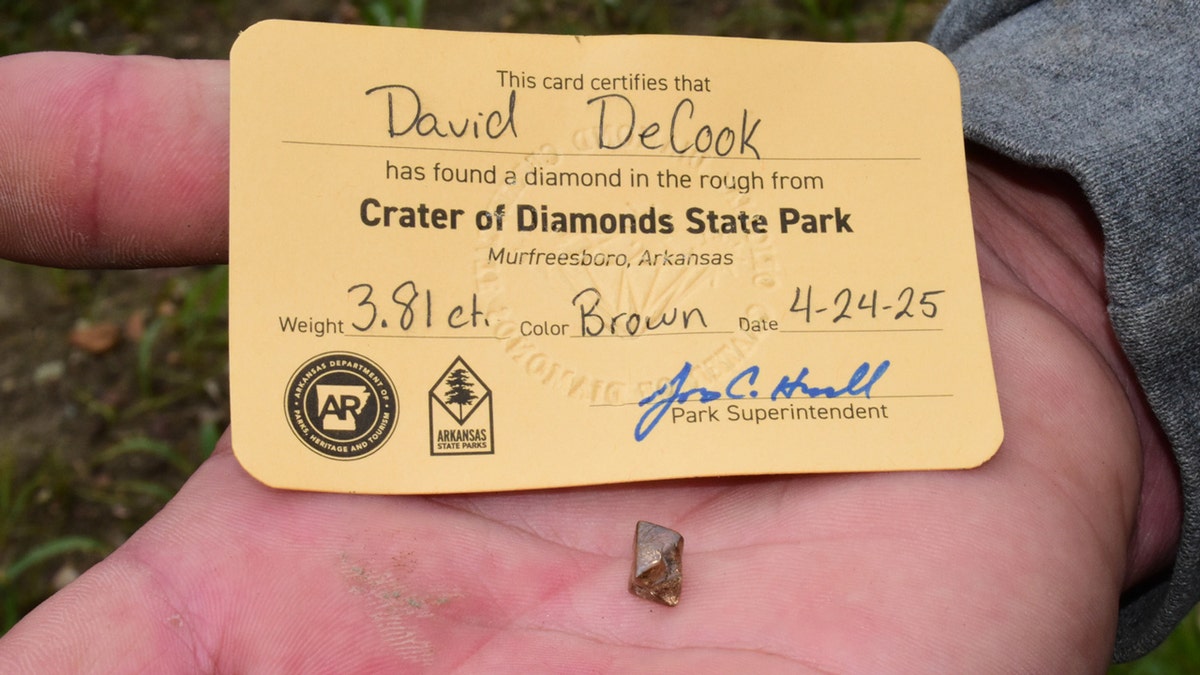 This card certifies that
David DeCook
has found a diamond in the rough from
Crater of Diamonds State Park
Murfreesboro, Arkansas
Weight 3.81 ct. Color Brown Date 4-24-25
ARKANSAS DEPARTMENT OF
PARKS, HERITAGE AND TOURISM
AR
ARKANSAS
STATE PARKS
Park Superintendent